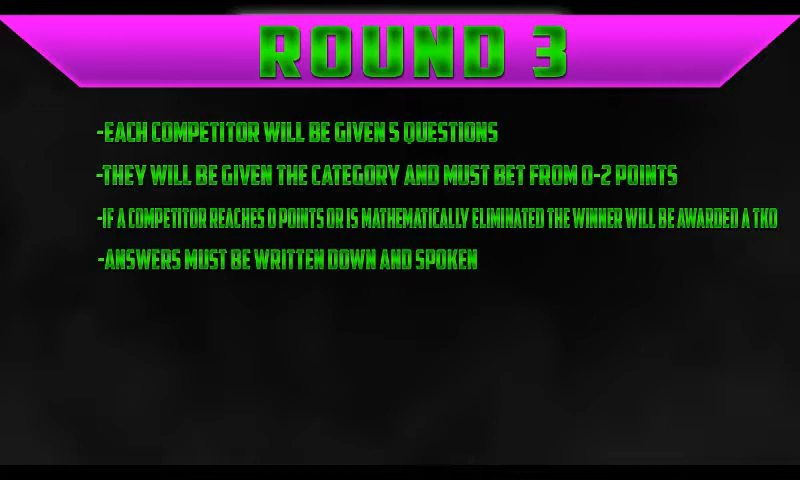 ROUND 3
-EACH COMPETITOR WILL BE GIVEN 5 QUESTIONS
-THEY WILL BE GIVEN THE CATEGORY AND MUST BET FROM 0-2 POINTS
-IF A COMPETITOR REACHES 0 POINTS OR IS MATHEMATICALLY ELIMINATED THE WINNER WILL BE AWARDED A TKO
-ANSWERS MUST BE WRITTEN DOWN AND SPOKEN